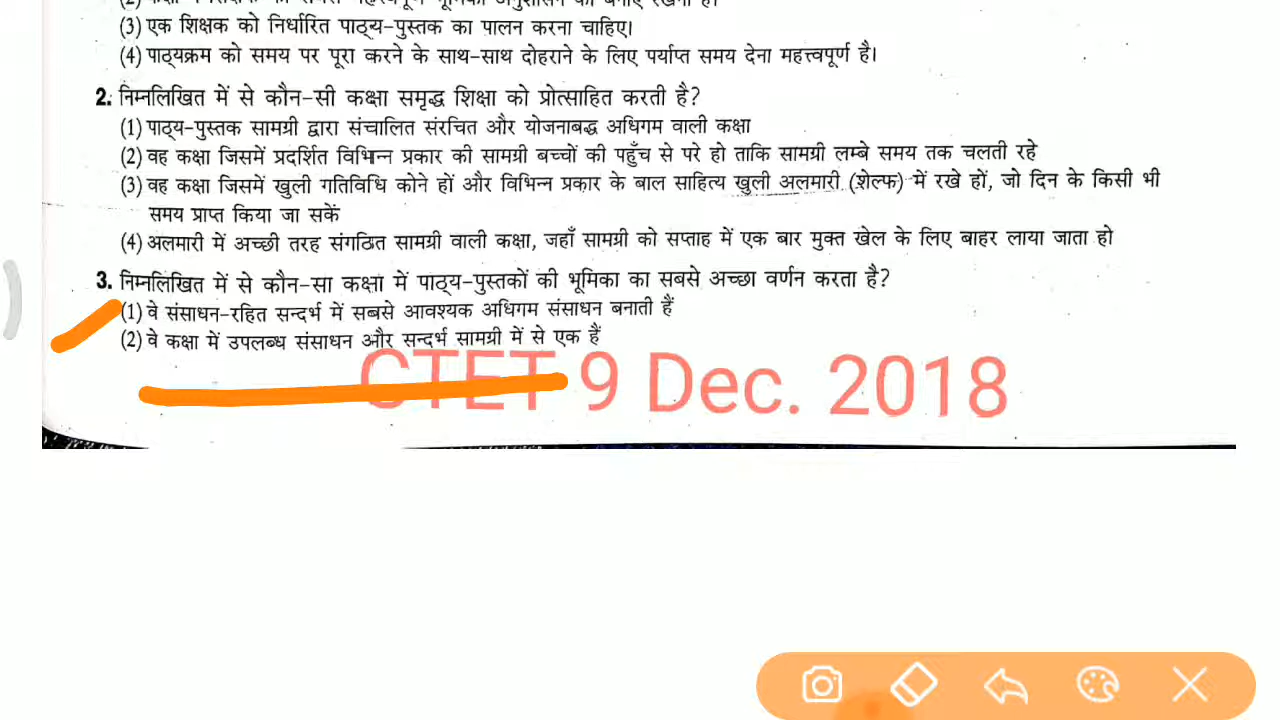 (3) एक शिक्षक को निर्धारित पाठ्य-पुस्तक का पालन करना चाहिए।
(4) पाठ्यक्रम को समय पर पूरा करने के साथ-साथ दोहराने के लिए पर्याप्त समय देना महत्त्वपूर्ण है।
2. निम्नलिखित में से कौन-सी कक्षा समृद्ध शिक्षा को प्रोत्साहित करती है?
(1) पाठ्य-पुस्तक सामग्री द्वारा संचालित संरचित और योजनाबद्ध अधिगम वाली कक्षा
(2) वह कक्षा जिसमें प्रदर्शित विभिन्न प्रकार की सामग्री बच्चों की पहुँच से परे हो ताकि सामग्री लम्बे समय तक चलती रहे
(3) वह कक्षा जिसमें खुली गतिविधि कोने हों और विभिन्न प्रकार के बाल साहित्य खुली अलमारी (शेल्फ) में रखे हों, जो दिन के किसी भी
समय प्राप्त किया जा सकें
(4) अलमारी में अच्छी तरह संगठित सामग्री वाली कक्षा, जहाँ सामग्री को सप्ताह में एक बार मुक्त खेल के लिए बाहर लाया जाता हो
3. निम्नलिखित में से कौन-सा कक्षा में पाठ्य-पुस्तकों की भूमिका का सबसे अच्छा वर्णन करता है?
(1) वे संसाधन-रहित सन्दर्भ में सबसे आवश्यक अधिगम संसाधन बनाती हैं
(2) वे कक्षा में उपलब्ध संसाधन और सन्दर्भ सामग्री में से एक हैं
CTET 9 Dec. 2018